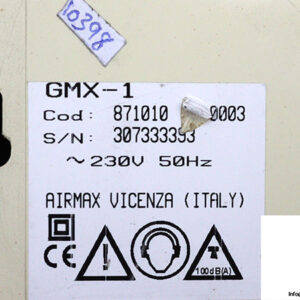 10398
GMX-1
Cod: 871010 0003
S/N: 307333393
~230V 50Hz
AIRMAX VICENZA (ITALY)
CE
100dB(A)